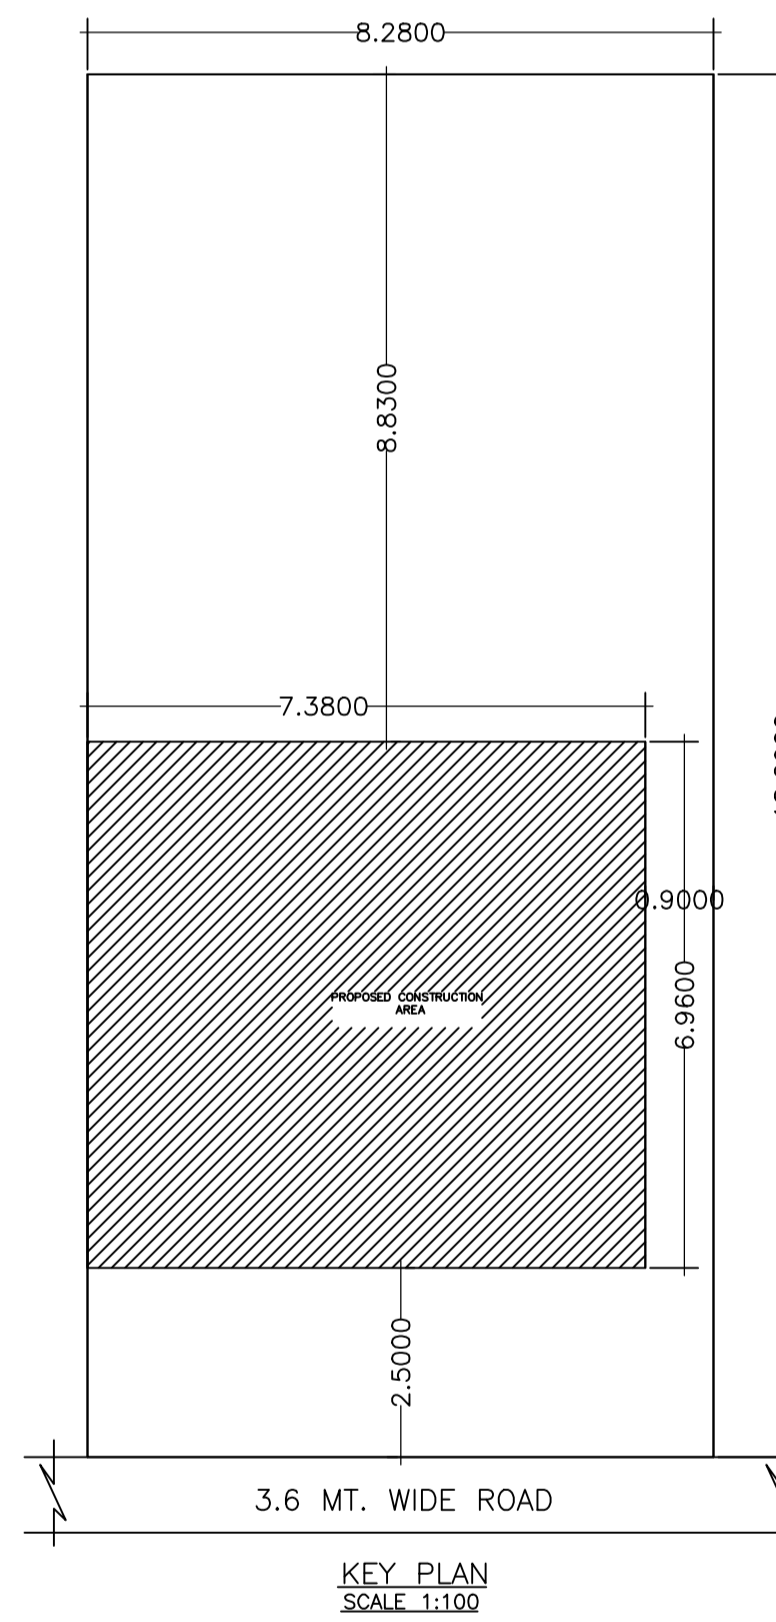 8.2800
8.8300
7.3800
0.9000
6.9600
PROPOSED CONSTRUCTION
AREA
2.5000
3.6 MT. WIDE ROAD
KEY PLAN
SCALE 1:100